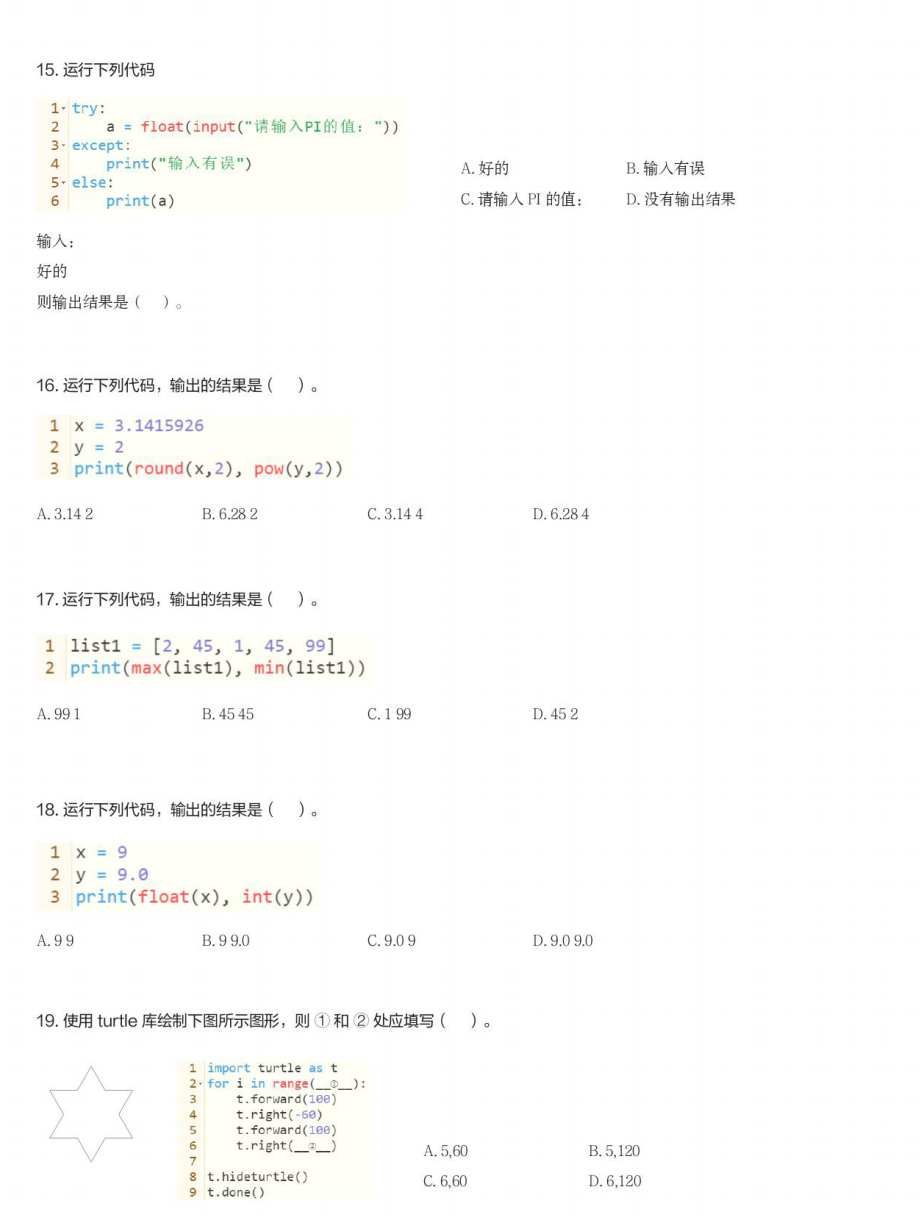 15. 运行下列代码
1 try:
2 a = float(input("请输入PI的值: "))
3 except:
4 print("输入有误")
5 else:
6 print(a)
A. 好的 B. 输入有误
C. 请输入 PI 的值： D. 没有输出结果
输入：
好的
则输出结果是（ ）。
16. 运行下列代码，输出的结果是（ ）。
1 x = 3.1415926
2 y = 2
3 print(round(x,2), pow(y,2))
A. 3.14 2 B. 6.28 2 C. 3.14 4 D. 6.28 4
17. 运行下列代码，输出的结果是（ ）。
1 list1 = [2, 45, 1, 45, 99]
2 print(max(list1), min(list1))
A. 99 1 B. 45 45 C. 1 99 D. 45 2
18. 运行下列代码，输出的结果是（ ）。
1 x = 9
2 y = 9.0
3 print(float(x), int(y))
A. 9 9 B. 9 9.0 C. 9.0 9 D. 9.0 9.0
19. 使用 turtle 库绘制下图所示图形，则 ① 和 ② 处应填写（ ）。
1 import turtle as t
2 for i in range(__①__):
3 t.forward(100)
4 t.right(-60)
5 t.forward(100)
6 t.right(__②__)
7
8 t.hideturtle()
9 t.done()
A. 5,60 B. 5,120
C. 6,60 D. 6,120